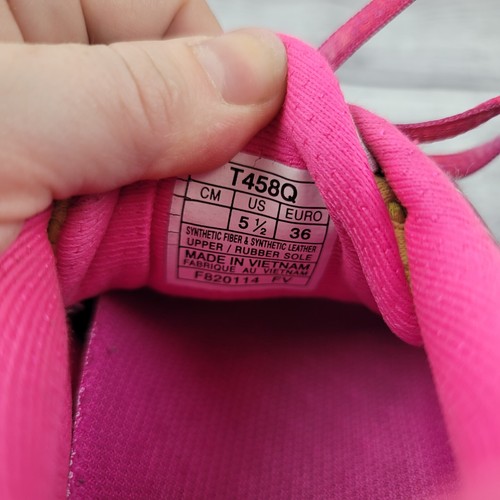 T458Q
CM US EURO
5 ½ 36
SYNTHETIC FIBER & SYNTHETIC LEATHER
UPPER / RUBBER SOLE
MADE IN VIETNAM
FABRIQUE AU VIETNAM
F820114 FV